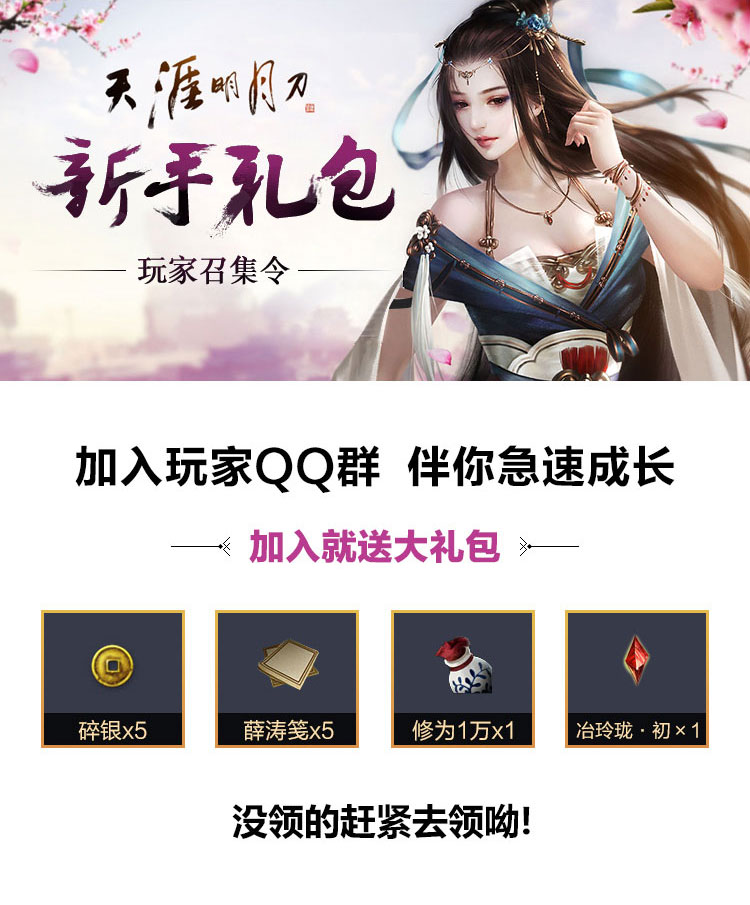 天涯明月刀
新手礼包
玩家召集令
加入玩家QQ群 伴你急速成长
加入就送大礼包
碎银x5
薛涛笺x5
修为1万x1
冶玲珑·初×1
没领的赶紧去领呦!